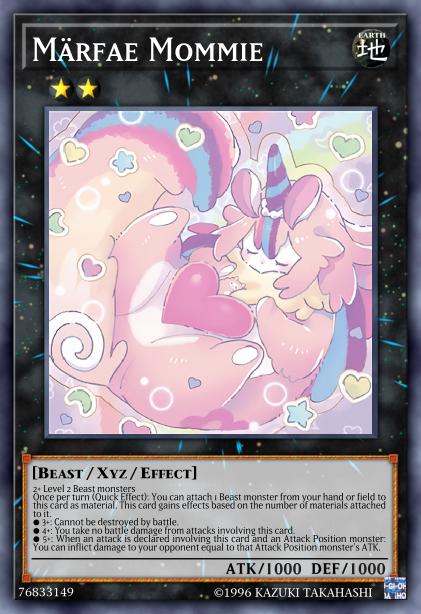 MÄRFAE MOMMIE
EARTH
地
[BEAST / XYZ / EFFECT]
2+ Level 2 Beast monsters
Once per turn (Quick Effect): You can attach 1 Beast monster from your hand or field to
this card as material. This card gains effects based on the number of materials attached
to it.
● 3+: Cannot be destroyed by battle.
● 4+: You take no battle damage from attacks involving this card.
● 5+: When an attack is declared involving this card and an Attack Position monster:
You can inflict damage to your opponent equal to that Attack Position monster's ATK.
ATK/1000 DEF/1000
76833149
©1996 KAZUKI TAKAHASHI